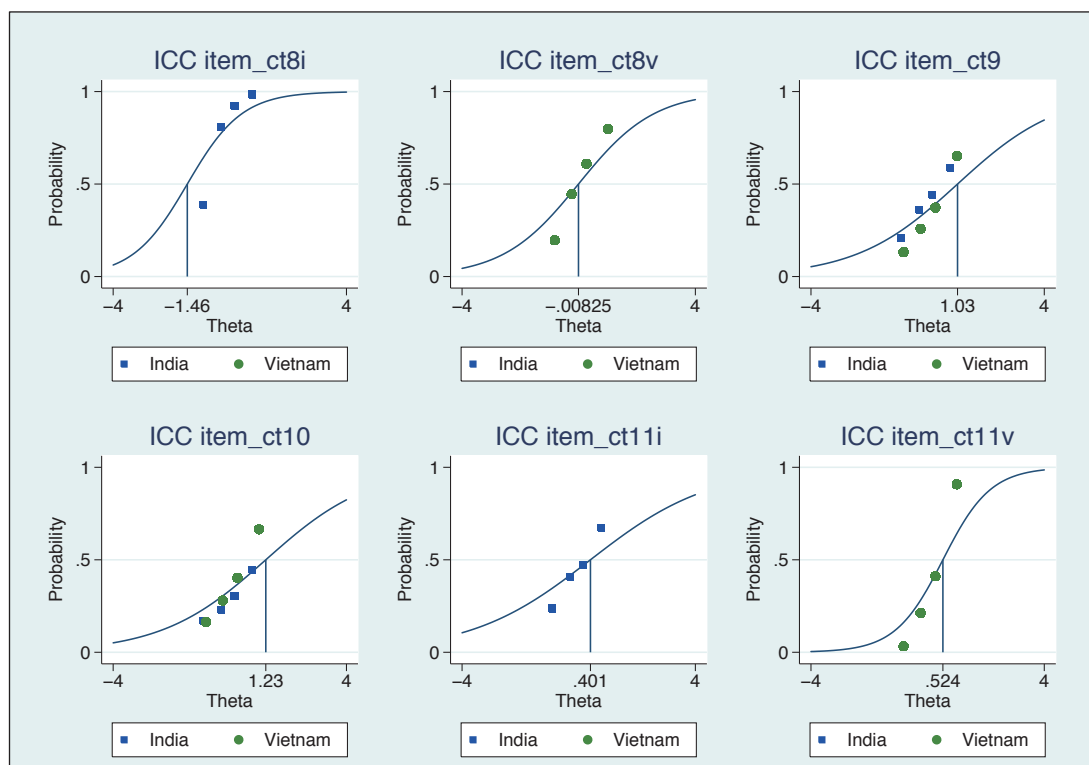 ICC item_ct8i
Probability
1
.5
0
−4
−1.46
4
Theta
India
Vietnam
ICC item_ct8v
Probability
1
.5
0
−4
−.00825
4
Theta
India
Vietnam
ICC item_ct9
Probability
1
.5
0
−4
1.03
4
Theta
India
Vietnam
ICC item_ct10
Probability
1
.5
0
−4
1.23
4
Theta
India
Vietnam
ICC item_ct11i
Probability
1
.5
0
−4
.401
4
Theta
India
Vietnam
ICC item_ct11v
Probability
1
.5
0
−4
.524
4
Theta
India
Vietnam